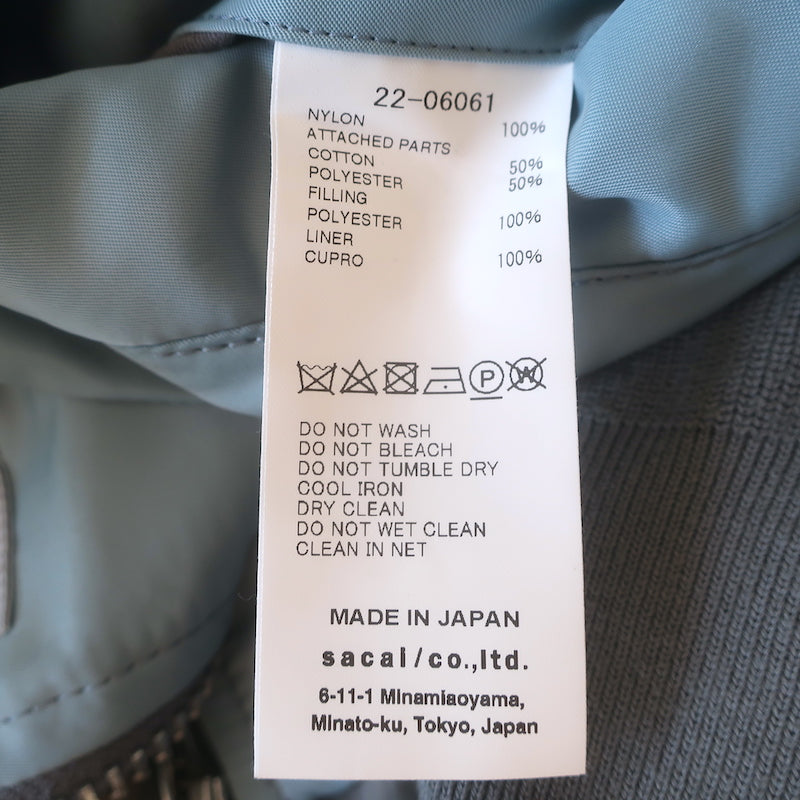 22-06061
NYLON 100%
ATTACHED PARTS
COTTON 50%
POLYESTER 50%
FILLING
POLYESTER 100%
LINER
CUPRO 100%
P W
DO NOT WASH
DO NOT BLEACH
DO NOT TUMBLE DRY
COOL IRON
DRY CLEAN
DO NOT WET CLEAN
CLEAN IN NET
MADE IN JAPAN
sacai/co.,ltd.
6-11-1 Minamiaoyama,
Minato-ku, Tokyo, Japan